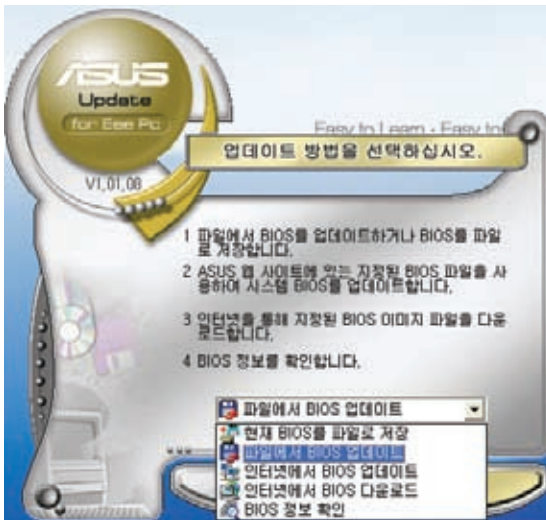 ASUS
Update
for Eee Pc
V1,01,08
Easy to Learn - Easy to
업데이트 방법을 선택하십시오.
1 파일에서 BIOS를 업데이트하거나 BIOS를 파일
로 저장합니다.
2 ASUS 웹 사이트에 있는 지정된 BIOS 파일을 사
용하여 시스템 BIOS를 업데이트합니다.
3 인터넷을 통해 지정된 BIOS 이미지 파일을 다운
로드합니다.
4 BIOS 정보를 확인합니다.
파일에서 BIOS 업데이트
현재 BIOS를 파일로 저장
파일에서 BIOS 업데이트
인터넷에서 BIOS 업데이트
인터넷에서 BIOS 다운로드
BIOS 정보 확인